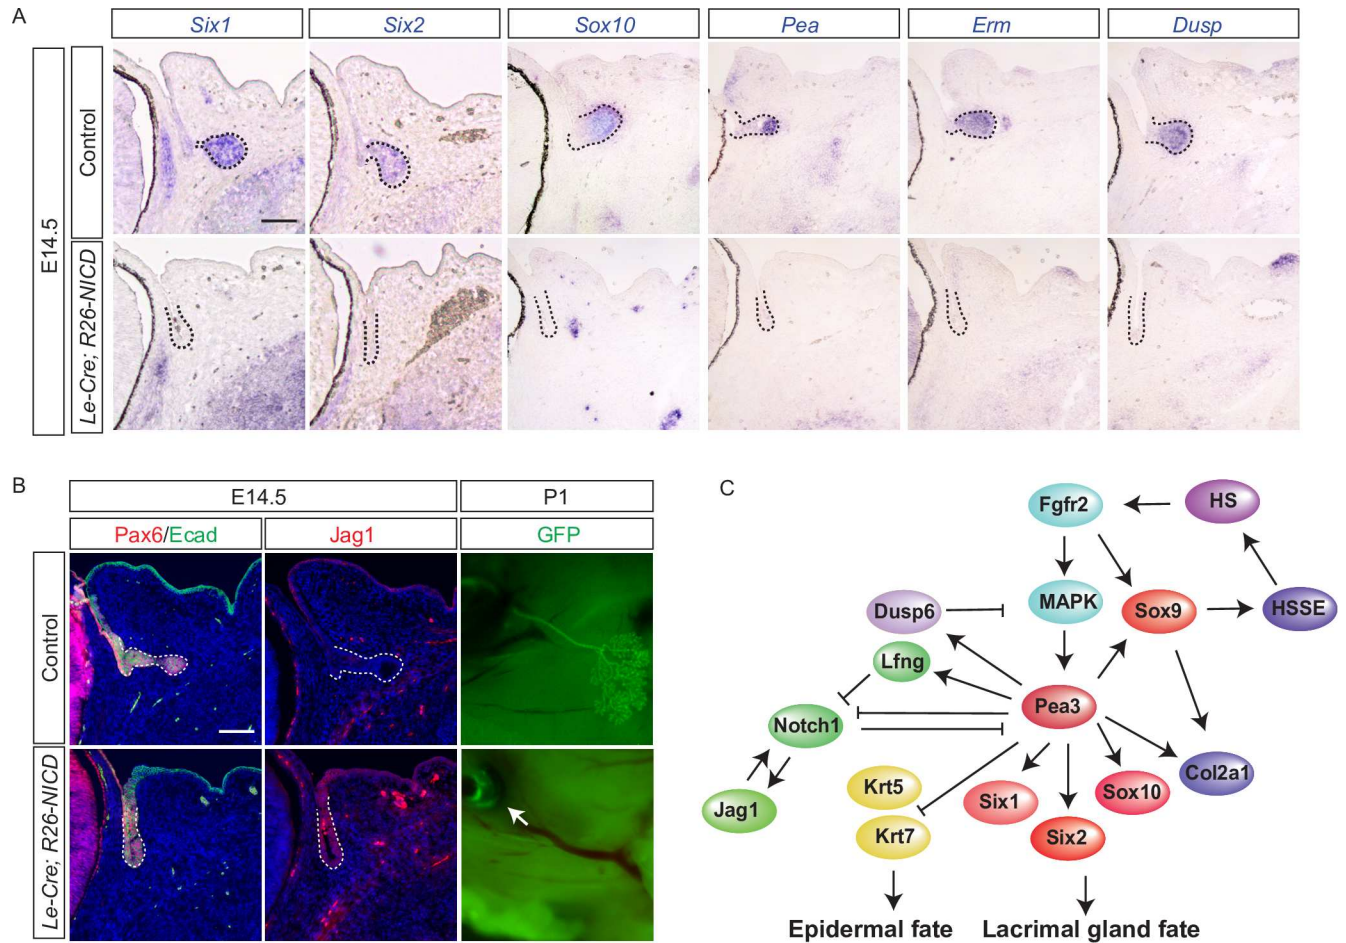 A
Six1
Six2
Sox10
Pea
Erm
Dusp
E14.5
Control
Le-Cre; R26-NICD
B
E14.5
P1
Pax6/Ecad
Jag1
GFP
Control
Le-Cre; R26-NICD
C
Fgfr2
HS
MAPK
Sox9
HSSE
Dusp6
Lfng
Pea3
Notch1
Jag1
Krt5
Krt7
Six1
Six2
Sox10
Col2a1
Epidermal fate
Lacrimal gland fate